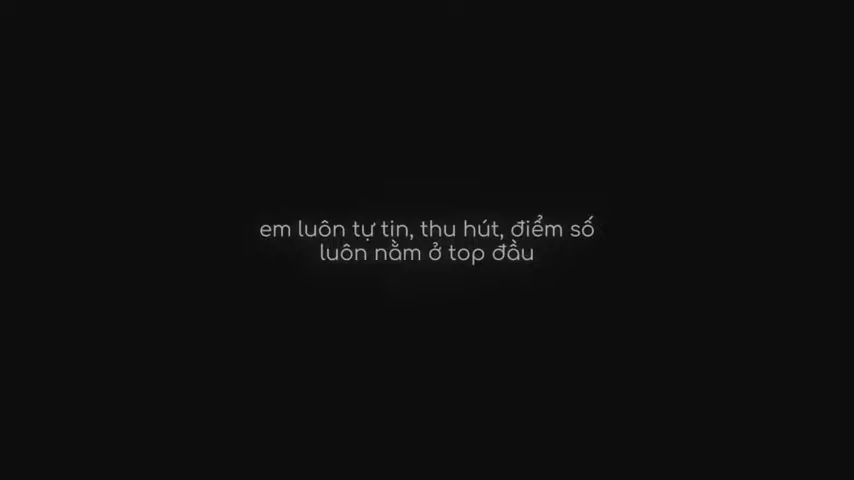 em luôn tự tin, thu hút, điểm số
luôn nằm ở top đầu